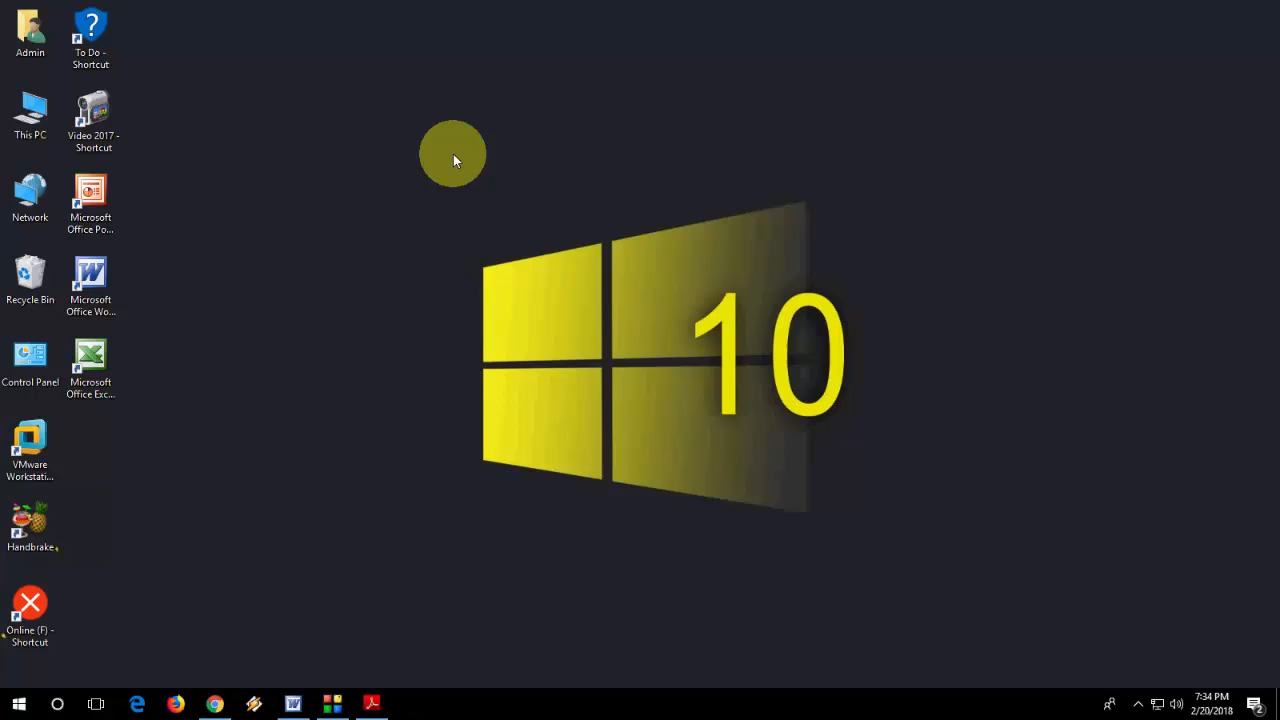 Admin
To Do -
Shortcut
This PC
Video 2017 -
Shortcut
Network
Microsoft
Office Po...
Recycle Bin
Microsoft
Office Wo...
Control Panel
Microsoft
Office Exc...
VMware
Workstati...
Handbrake
Online (F) -
Shortcut
10
7:34 PM
2/20/2018
2